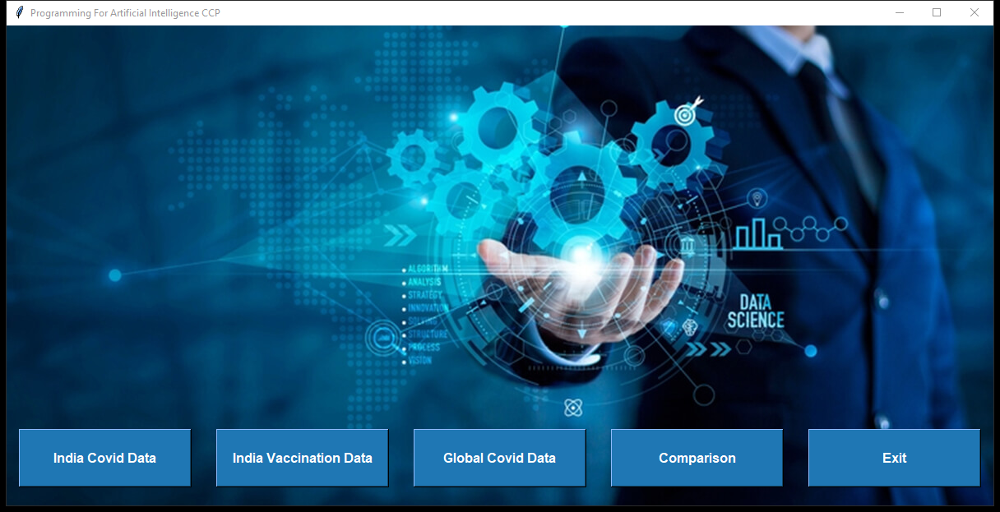 Programming For Artificial Intelligence CCP
ALGORITHM
ANALYSIS
STRATEGY
INNOVATION
SOLVING
STRUCTURE
PROCESS
VISION
DATA
SCIENCE
India Covid Data
India Vaccination Data
Global Covid Data
Comparison
Exit